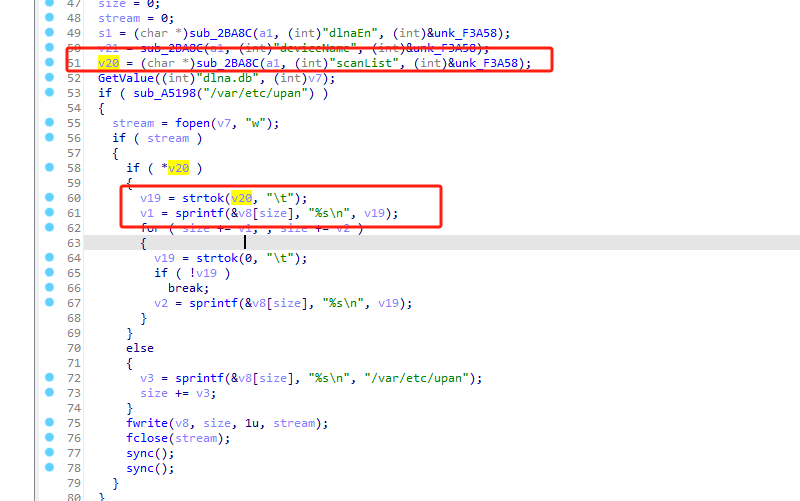 47 size = 0;
48 stream = 0;
49 s1 = (char *)sub_2BA8C(a1, (int)"dlnaEn", (int)&unk_F3A58);
50 v21 = sub_2BA8C(a1, (int)"deviceName", (int)&unk_F3A58);
51 v20 = (char *)sub_2BA8C(a1, (int)"scanList", (int)&unk_F3A58);
52 GetValue((int)"dlna.db", (int)v7);
53 if ( sub_A5198("/var/etc/upan") )
54 {
55 stream = fopen(v7, "w");
56 if ( stream )
57 {
58 if ( *v20 )
59 {
60 v19 = strtok(v20, "\t");
61 v1 = sprintf(&v8[size], "%s\n", v19);
62 for ( size += v1; ; size += v2 )
63 {
64 v19 = strtok(0, "\t");
65 if ( !v19 )
66 break;
67 v2 = sprintf(&v8[size], "%s\n", v19);
68 }
69 }
70 else
71 {
72 v3 = sprintf(&v8[size], "%s\n", "/var/etc/upan");
73 size += v3;
74 }
75 fwrite(v8, size, 1u, stream);
76 fclose(stream);
77 sync();
78 sync();
79 }
80 }